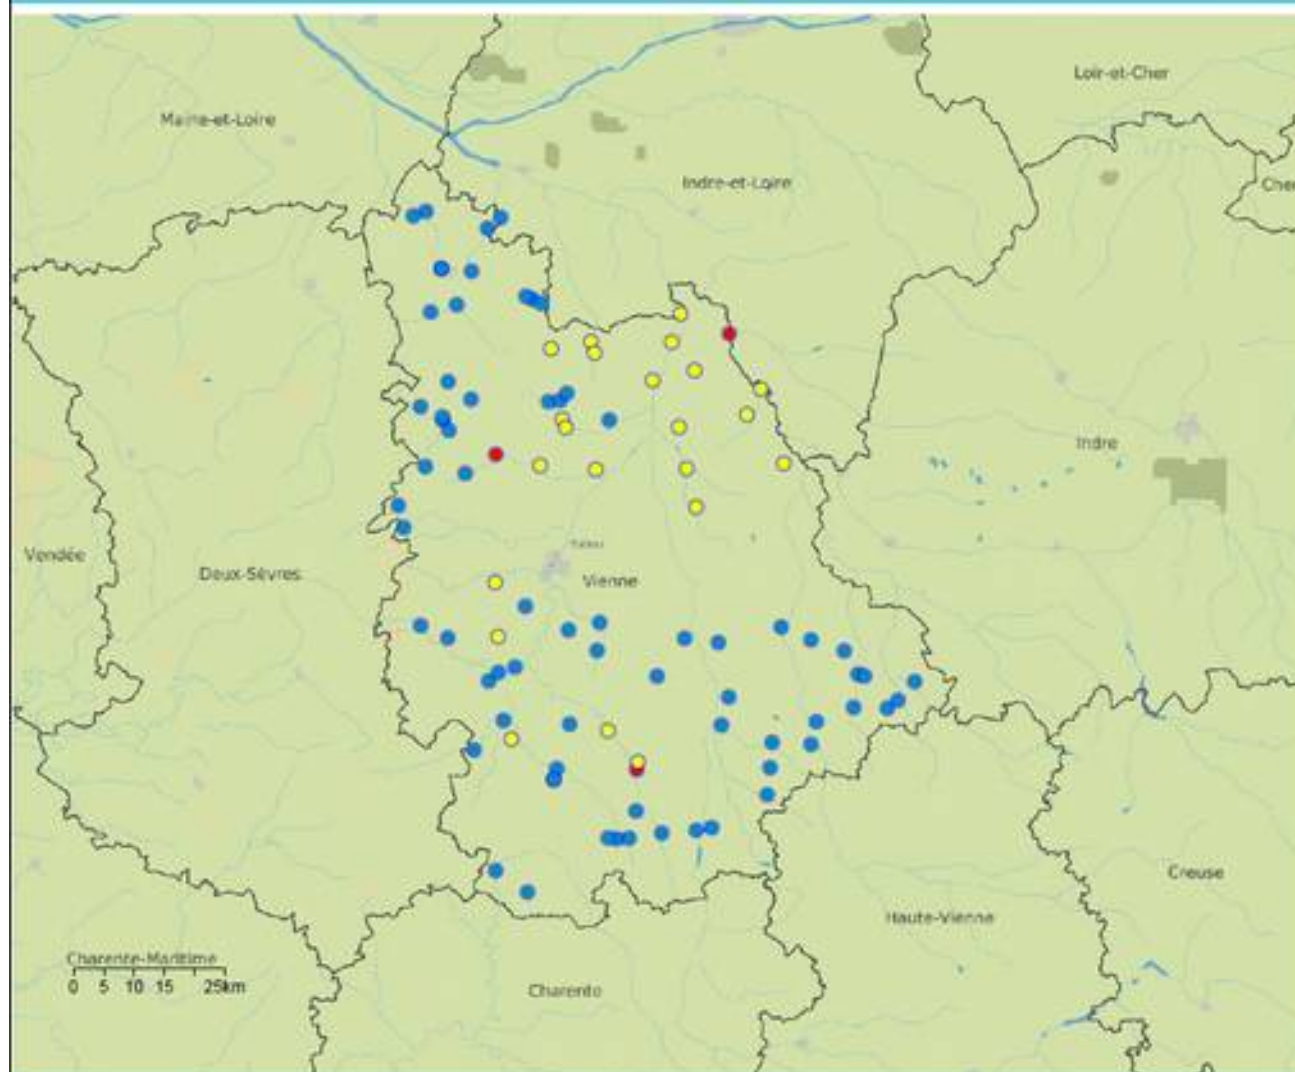 Loir-et-Cher
Maine-et-Loire
Indre-et-Loire
Cher
Indre
Vendée
Deux-Sèvres
Vienne
Creuse
Haute-Vienne
Charente-Maritime
0 5 10 15 25km
Charente